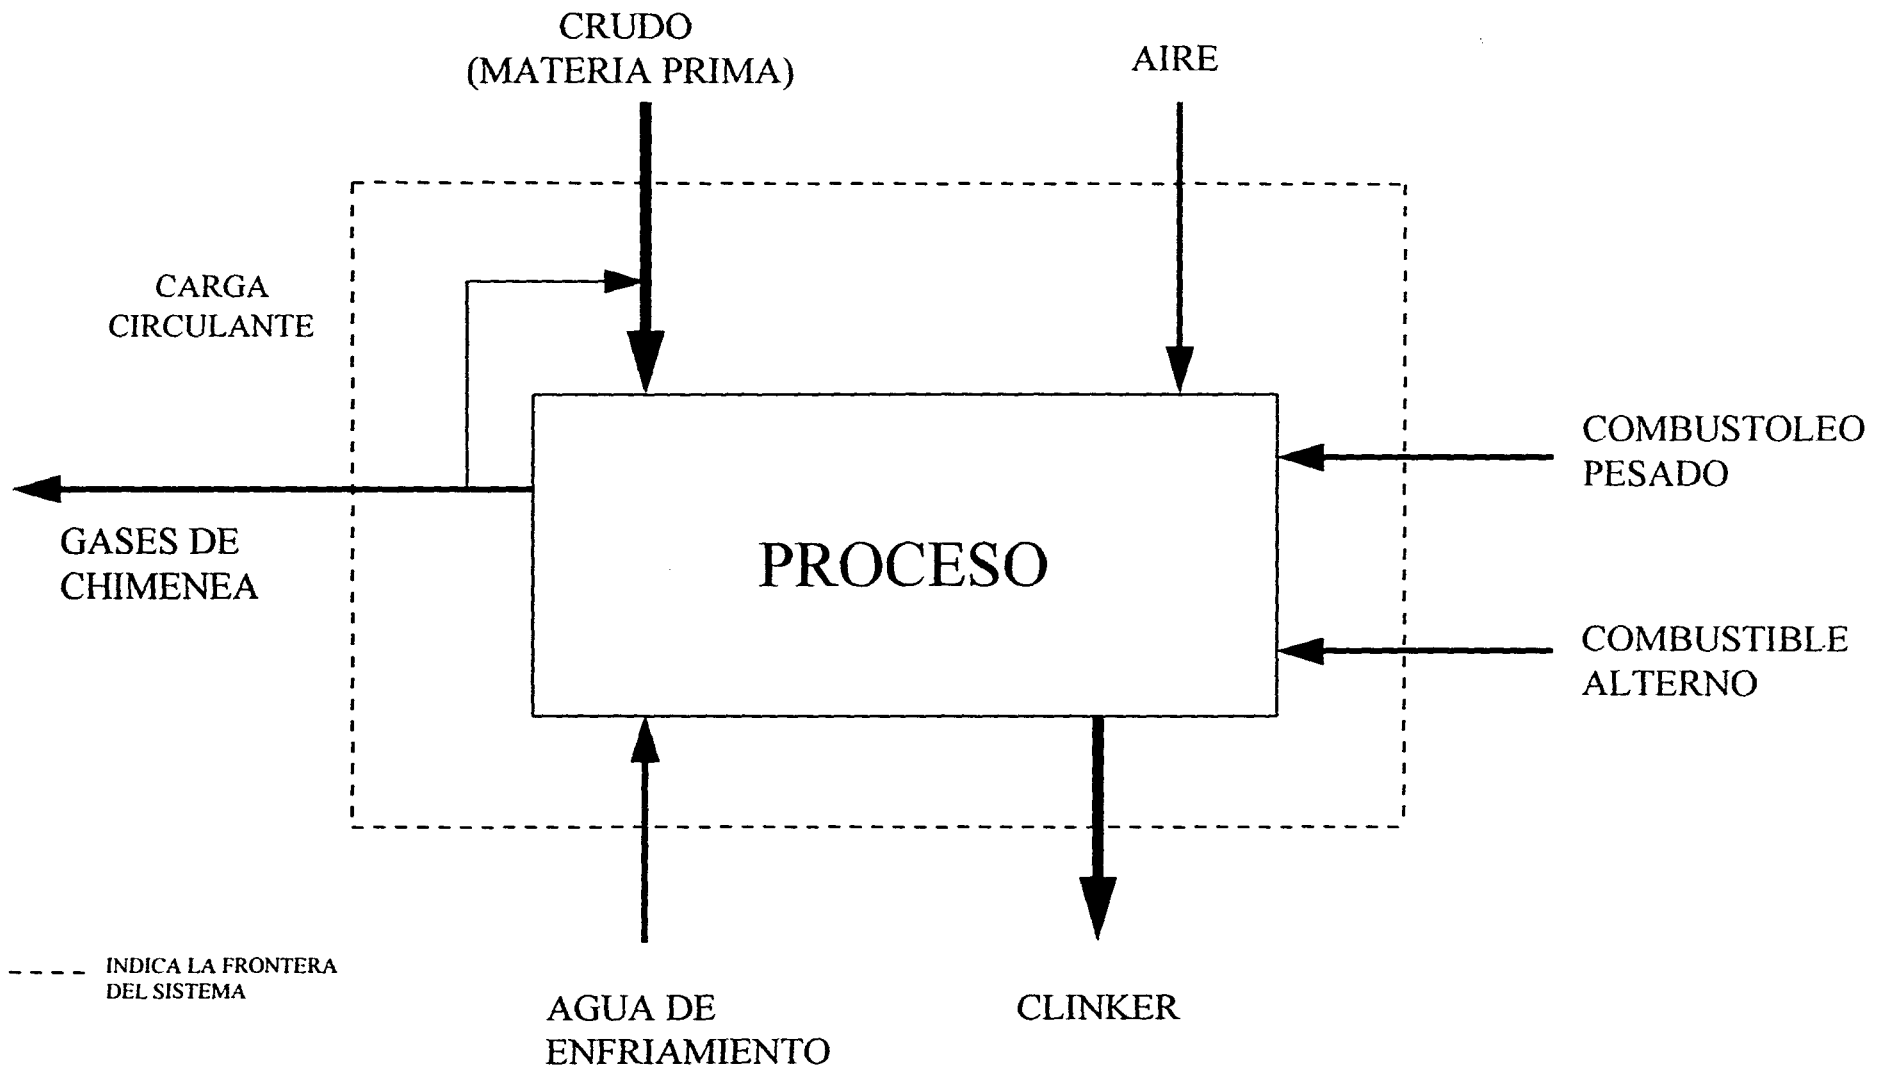 CRUDO
(MATERIA PRIMA)
AIRE
CARGA
CIRCULANTE
COMBUSTOLEO
PESADO
GASES DE
CHIMENEA
PROCESO
COMBUSTIBLE
ALTERNO
INDICA LA FRONTERA
DEL SISTEMA
AGUA DE
ENFRIAMIENTO
CLINKER